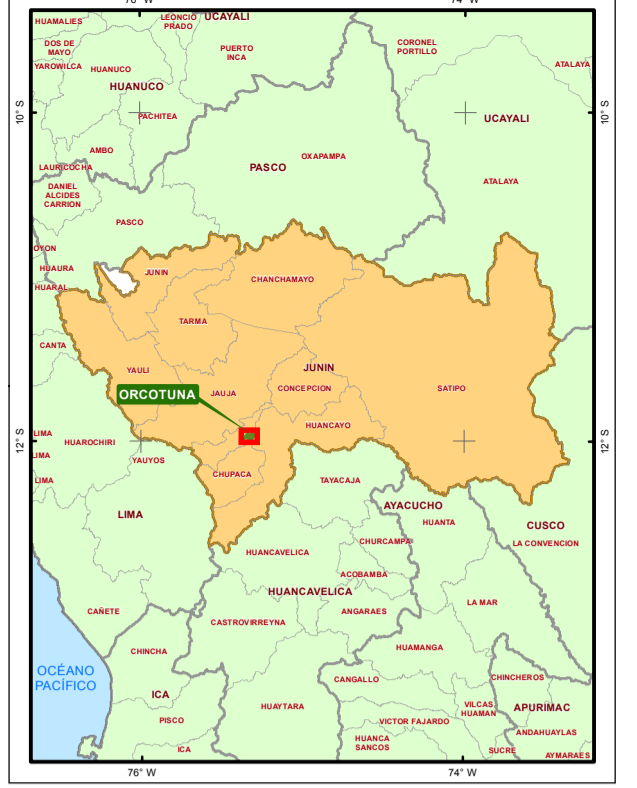 76° W
74° W
HUAMALIES
LEONCIO
PRADO
UCAYALI
DOS DE
MAYO
PUERTO
INCA
CORONEL
PORTILLO
YAROWILCA
HUANUCO
ATALAYA
HUANUCO
10° S
10° S
PACHITEA
UCAYALI
AMBO
OXAPAMPA
LAURICOCHA
PASCO
ATALAYA
DANIEL
ALCIDES
CARRION
PASCO
OYON
HUAURA
JUNIN
CHANCHAMAYO
HUARAL
TARMA
CANTA
YAULI
JUNIN
ORCOTUNA
JAUJA
CONCEPCION
SATIPO
HUANCAYO
LIMA
HUAROCHIRI
12° S
12° S
LIMA
YAUYOS
CHUPACA
LIMA
TAYACAJA
AYACUCHO
LIMA
HUANTA
CUSCO
CHURCAMPA
LA CONVENCION
HUANCAVELICA
ACOBAMBA
HUANCAVELICA
LA MAR
CAÑETE
ANGARAES
CASTROVIRREYNA
CHINCHA
HUAMANGA
OCÉANO
PACÍFICO
CANGALLO
CHINCHEROS
ICA
HUAYTARA
VILCAS
HUAMAN
APURIMAC
PISCO
VICTOR FAJARDO
ANDAHUAYLAS
HUANCA
SANCOS
ICA
SUCRE
AYMARAES
76° W
74° W